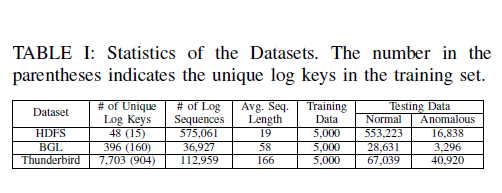 TABLE I: Statistics of the Datasets. The number in the
parentheses indicates the unique log keys in the training set.
Dataset # of Unique Log Keys # of Log Sequences Avg. Seq. Length Training Data Testing Data
Normal Anomalous
HDFS 48 (15) 575,061 19 5,000 553,223 16,838
BGL 396 (160) 36,927 58 5,000 28,631 3,296
Thunderbird 7,703 (904) 112,959 166 5,000 67,039 40,920